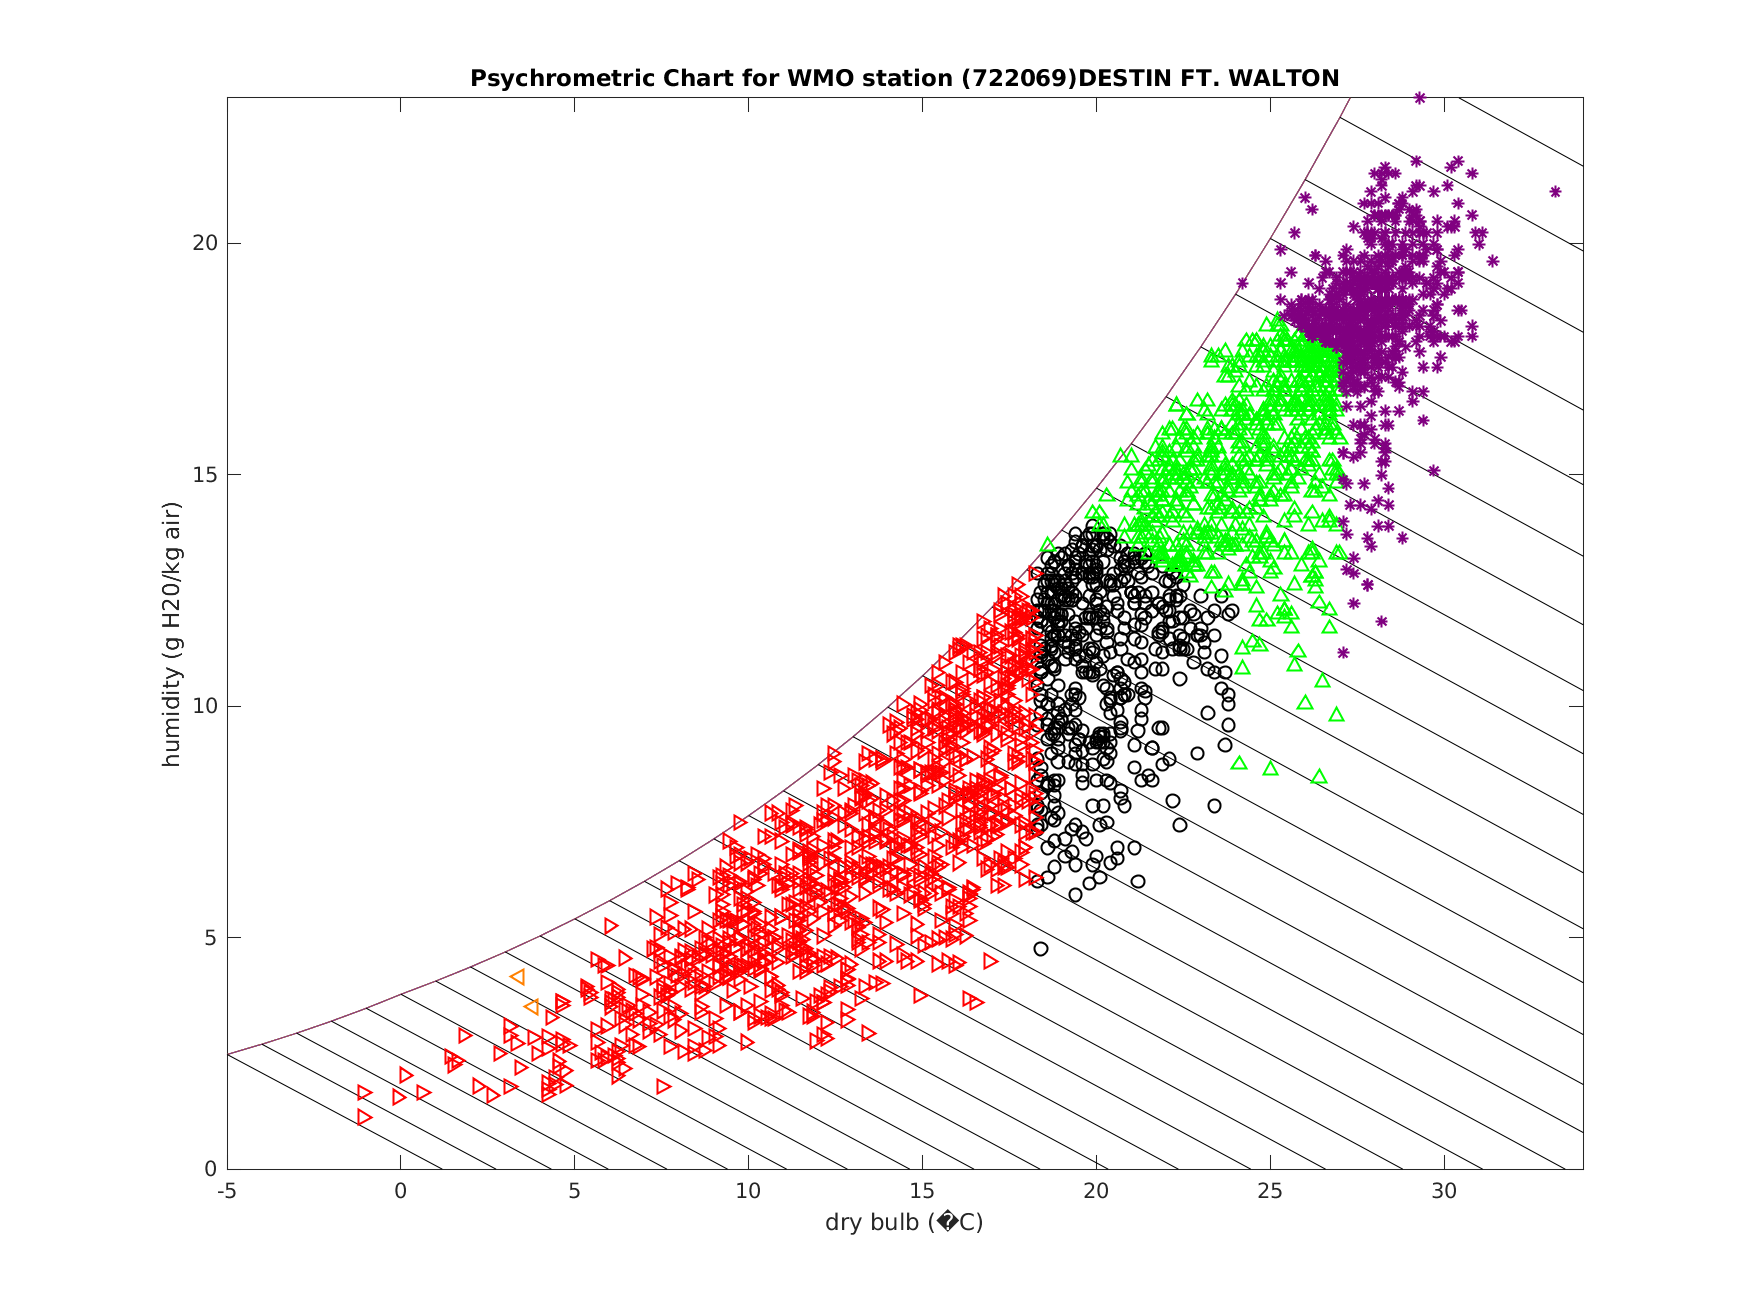 Psychrometric Chart for WMO station (722069)DESTIN FT. WALTON
humidity (g H20/kg air)
20
15
10
5
0
-5 0 5 10 15 20 25 30
dry bulb (�C)